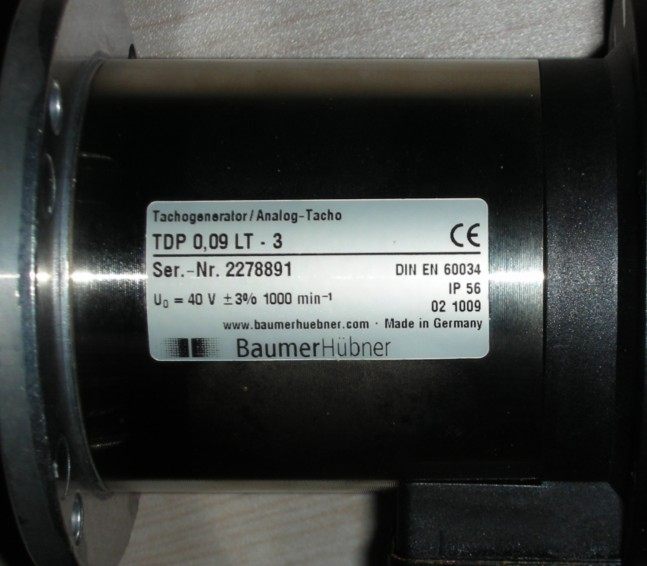 Tachogenerator/Analog-Tacho
TDP 0,09 LT - 3 CE
Ser.-Nr. 2278891 DIN EN 60034
IP 56
U₀ = 40 V ±3% 1000 min⁻¹ 02 1009
www.baumerhuebner.com · Made in Germany
BaumerHübner